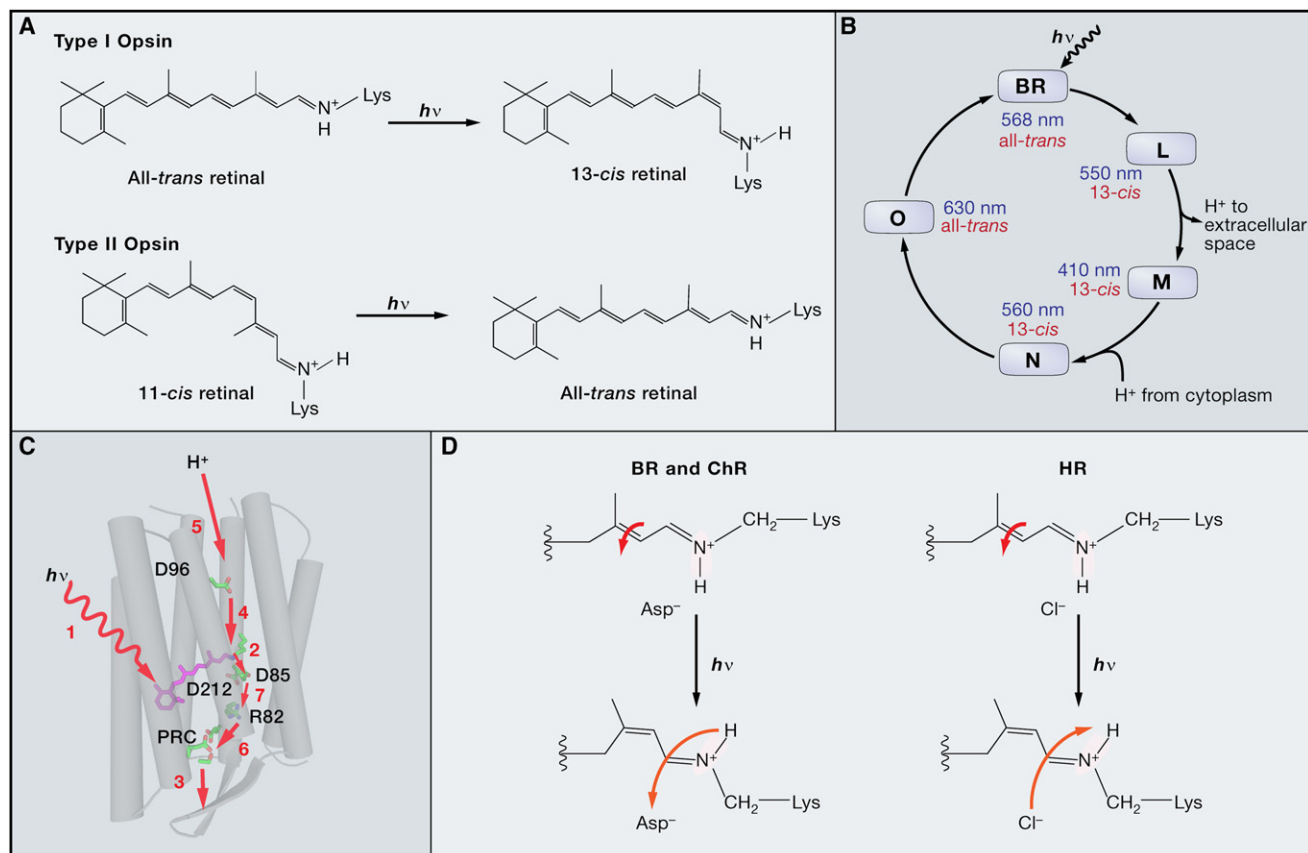 A
Type I Opsin
N+
H
Lys
hν
N+
H
Lys
All-trans retinal
13-cis retinal
Type II Opsin
N+
H
Lys
hν
N+
H
Lys
11-cis retinal
All-trans retinal
B
hν
BR
568 nm
all-trans
L
550 nm
13-cis
H+ to
extracellular
space
M
410 nm
13-cis
N
560 nm
13-cis
H+ from cytoplasm
O
630 nm
all-trans
C
H+
5
D96
hν
1
4
2
D85
D212
7
R82
PRC
6
3
D
BR and ChR
CH2
Lys
N+
H
Asp−
hν
H
N+
CH2
Lys
Asp−
HR
CH2
Lys
N+
H
Cl−
hν
H
N+
CH2
Lys
Cl−